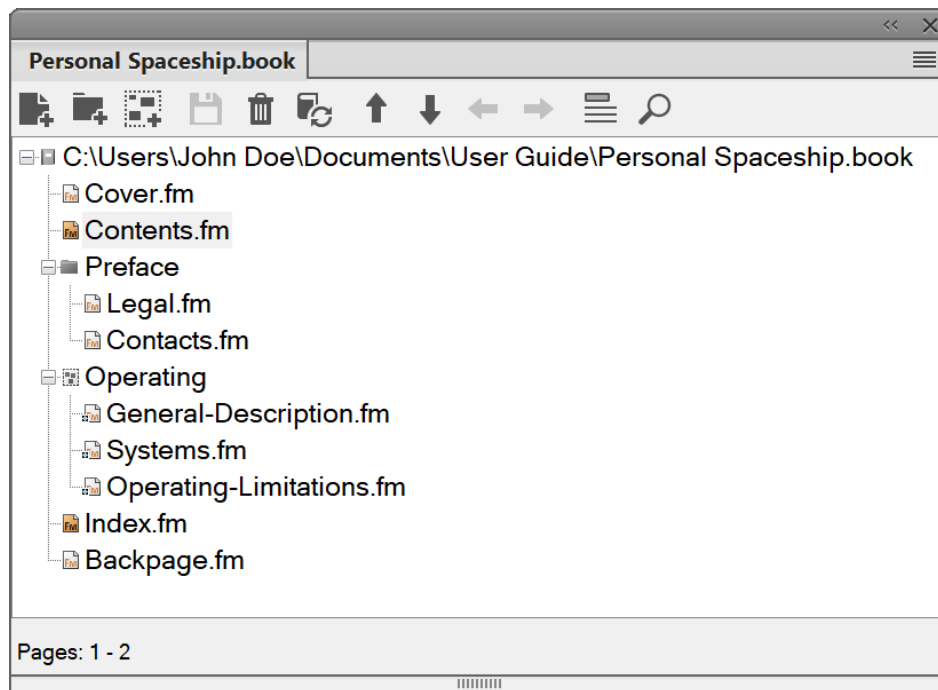 Personal Spaceship.book
C:\Users\John Doe\Documents\User Guide\Personal Spaceship.book
Cover.fm
Contents.fm
Preface
Legal.fm
Contacts.fm
Operating
General-Description.fm
Systems.fm
Operating-Limitations.fm
Index.fm
Backpage.fm
Pages: 1 - 2